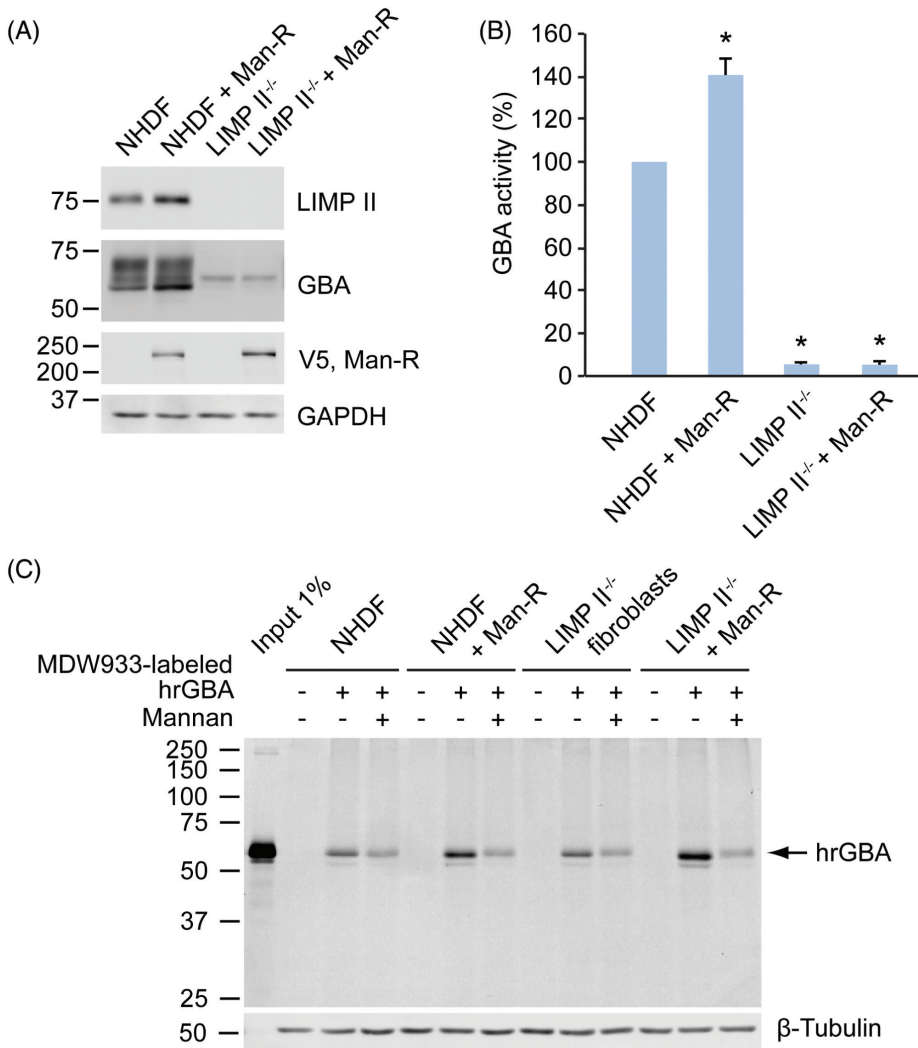 (A)
NHDF
NHDF + Man-R
LIMP II-/-
LIMP II-/- + Man-R
75
LIMP II
75
50
GBA
250
200
V5, Man-R
37
GAPDH
(B)
GBA activity (%)
160
140
120
100
80
60
40
20
0
*
*
*
NHDF
NHDF + Man-R
LIMP II-/-
LIMP II-/- + Man-R
(C)
Input 1%
NHDF
NHDF
+ Man-R
LIMP II-/-
fibroblasts
LIMP II-/-
+ Man-R
MDW933-labeled
hrGBA - + + - + + - + + - + +
Mannan - - + - - + - - + - - +
250
150
100
75
50
37
25
hrGBA
50
β-Tubulin